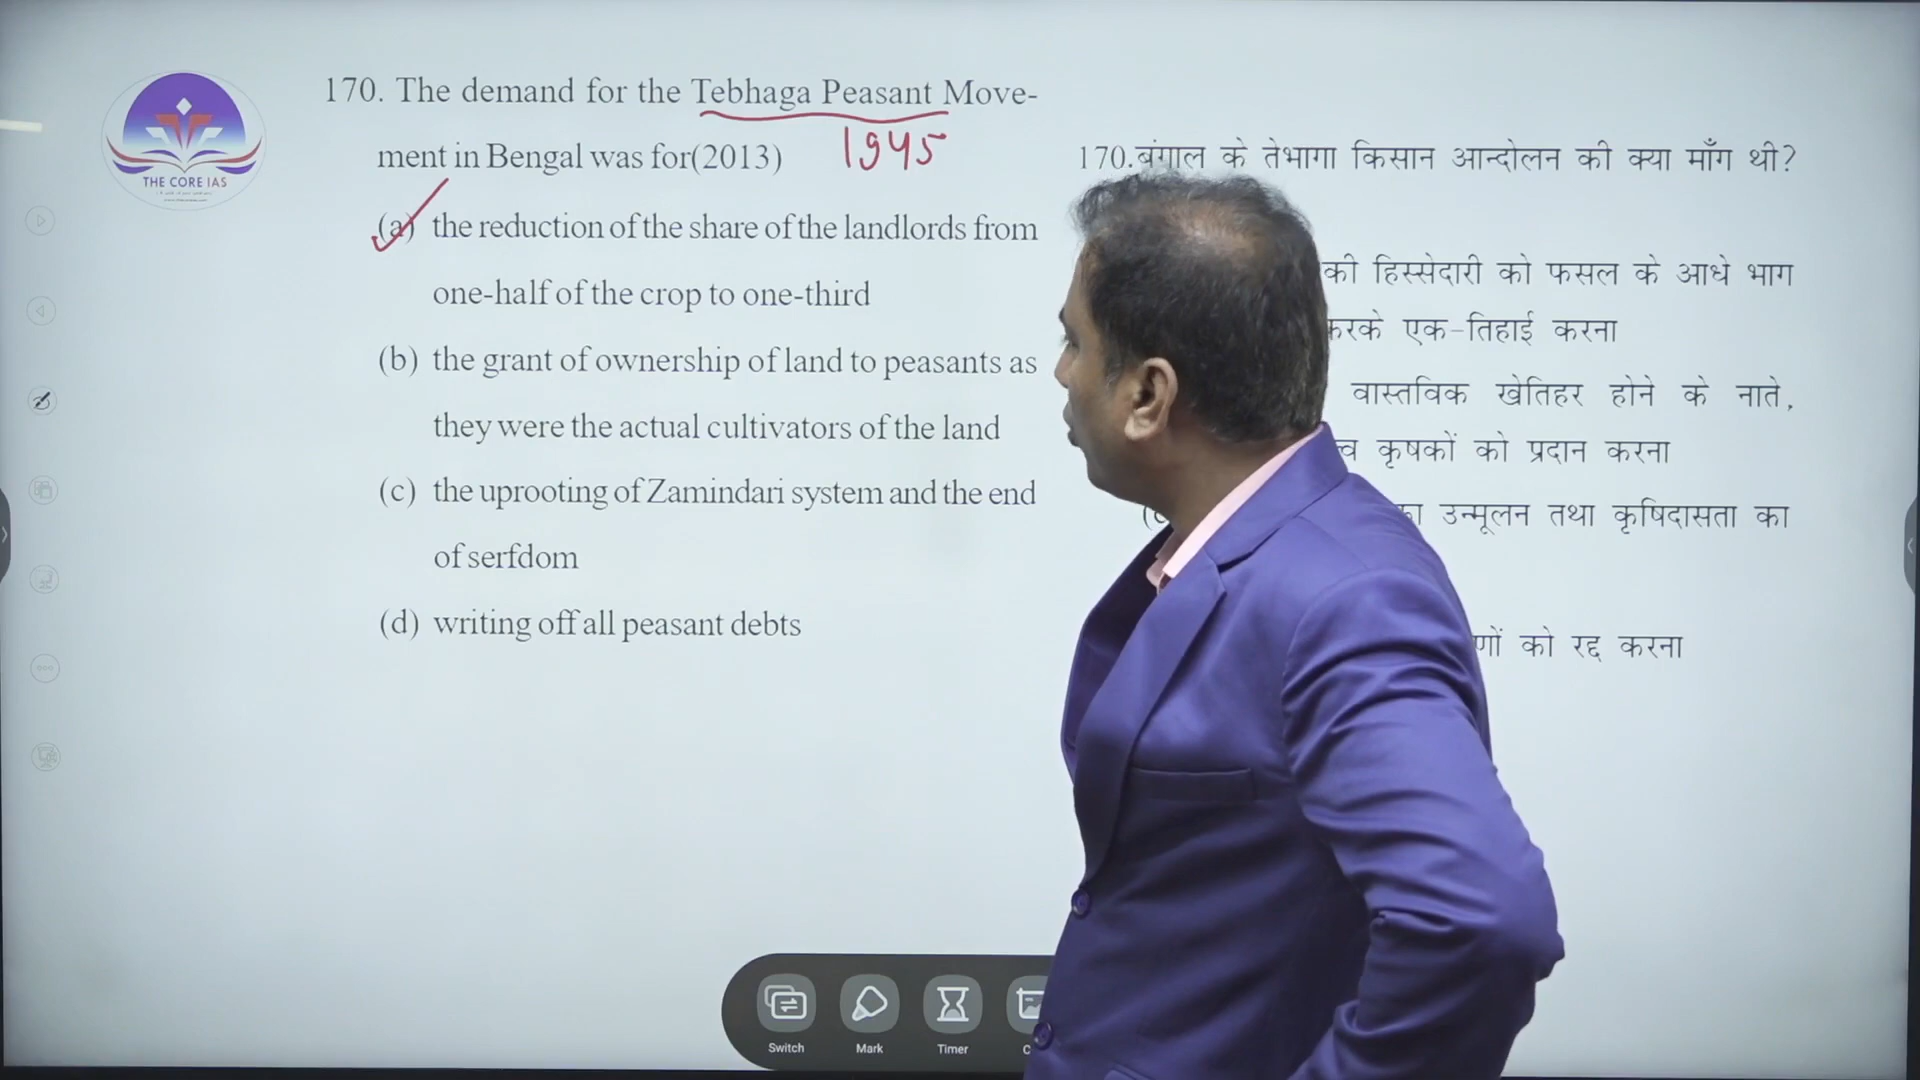 THE CORE IAS
170. The demand for the Tebhaga Peasant Move-
ment in Bengal was for(2013)
1945
(a) the reduction of the share of the landlords from
one-half of the crop to one-third
(b) the grant of ownership of land to peasants as
they were the actual cultivators of the land
(c) the uprooting of Zamindari system and the end
of serfdom
(d) writing off all peasant debts
170.बंगाल के तेभागा किसान आन्दोलन की क्या माँग थी?
की हिस्सेदारी को फसल के आधे भाग
करके एक-तिहाई करना
वास्तविक खेतिहर होने के नाते,
कृषकों को प्रदान करना
उन्मूलन तथा कृषिदासता का
को रद्द करना
Switch
Mark
Timer